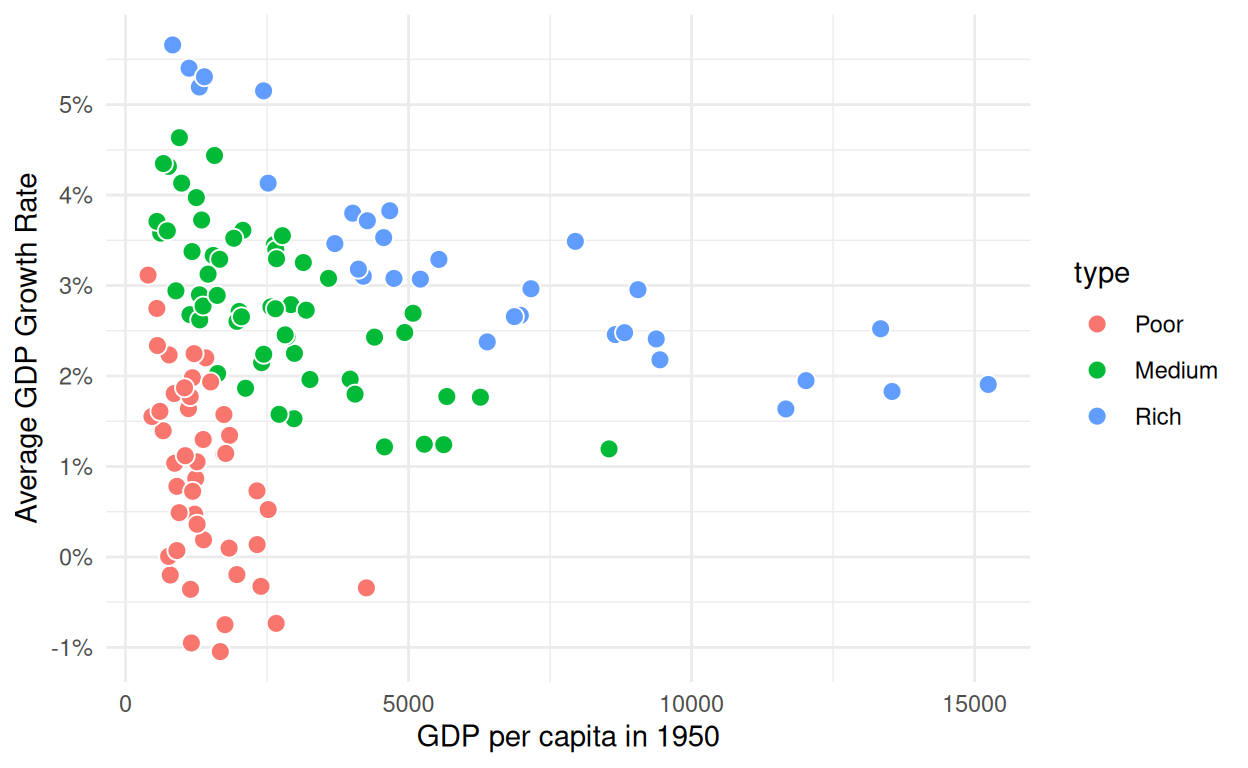 5%
4%
3%
2%
1%
0%
-1%
Average GDP Growth Rate
0 5000 10000 15000
GDP per capita in 1950
type
Poor
Medium
Rich